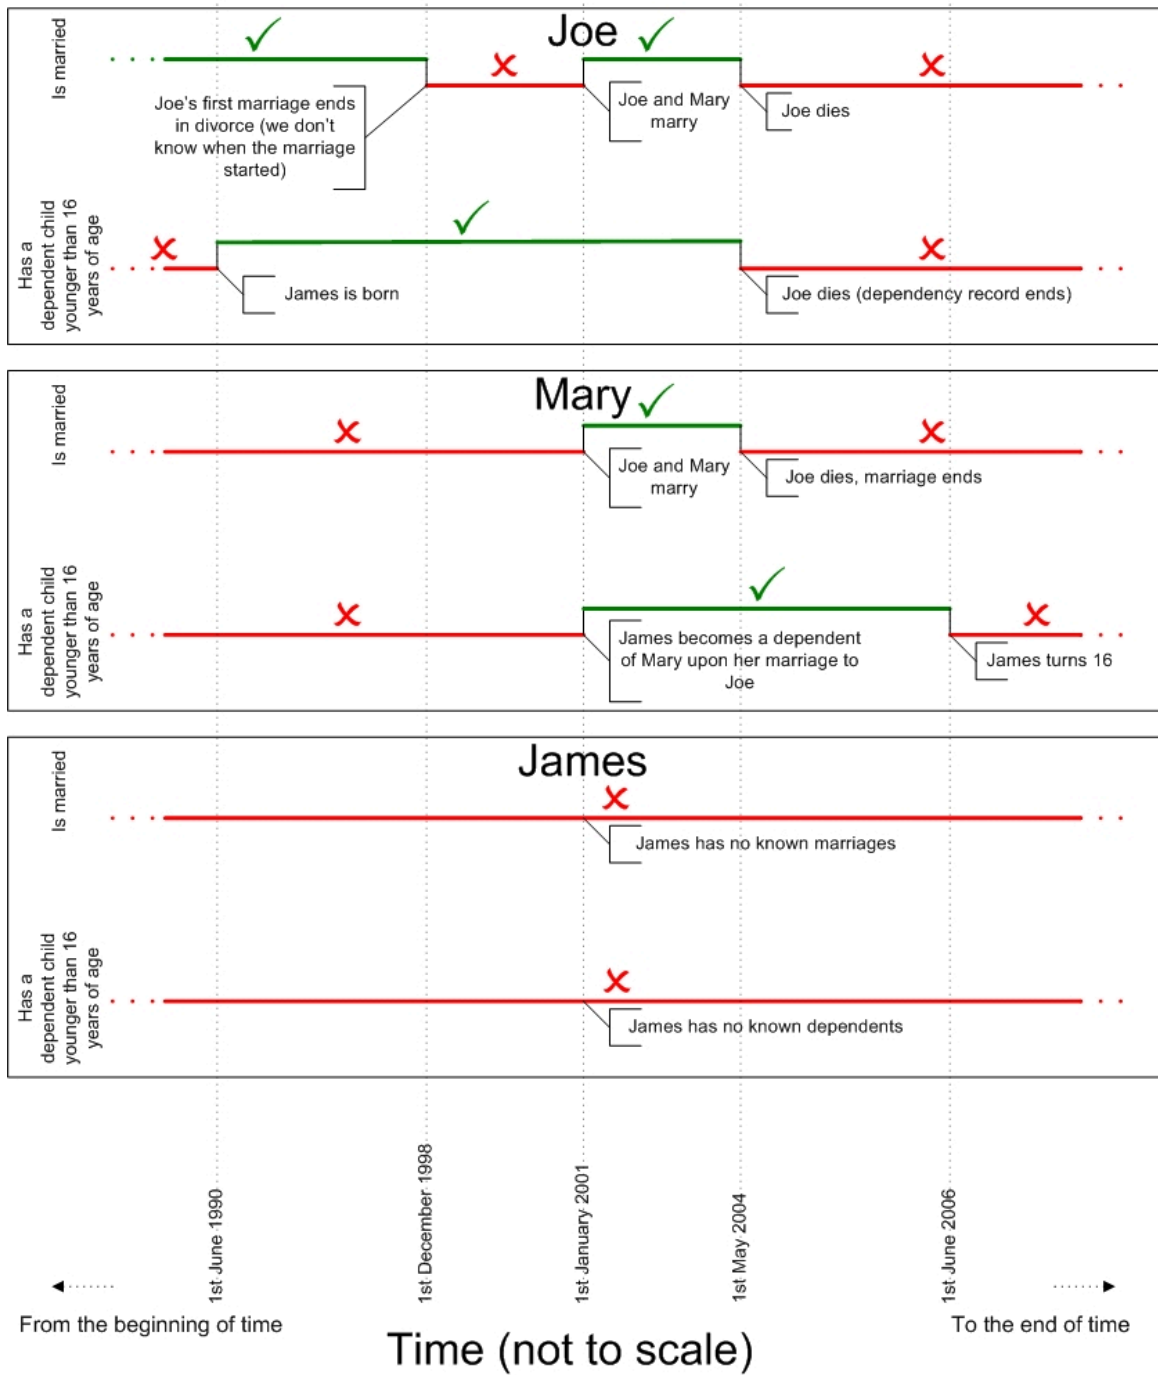 Joe
Is married
Joe's first marriage ends
in divorce (we don't
know when the marriage
started)
Joe and Mary
marry
Joe dies
Has a
dependent child
younger than 16
years of age
James is born
Joe dies (dependency record ends)
Mary
Is married
Joe and Mary
marry
Joe dies, marriage ends
Has a
dependent child
younger than 16
years of age
James becomes a dependent
of Mary upon her marriage to
Joe
James turns 16
James
Is married
James has no known marriages
Has a
dependent child
younger than 16
years of age
James has no known dependents
1st June 1990
1st December 1998
1st January 2001
1st May 2004
1st June 2006
From the beginning of time
To the end of time
Time (not to scale)